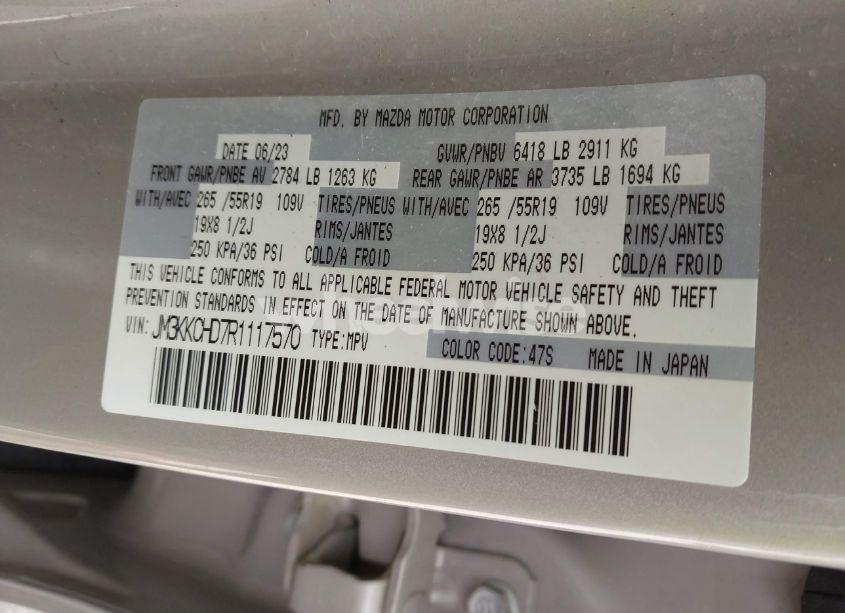 MFD. BY MAZDA MOTOR CORPORATION
DATE 06/23 GVWR/PNBV 6418 LB 2911 KG
FRONT GAWR/PNBE AV 2784 LB 1263 KG REAR GAWR/PNBE AR 3735 LB 1694 KG
WITH/AVEC 265 /55R19 109V TIRES/PNEUS WITH/AVEC 265 /55R19 109V TIRES/PNEUS
19X8 1/2J RIMS/JANTES 19X8 1/2J RIMS/JANTES
250 KPA/36 PSI COLD/A FROID 250 KPA/36 PSI COLD/A FROID
THIS VEHICLE CONFORMS TO ALL APPLICABLE FEDERAL MOTOR VEHICLE SAFETY AND THEFT
PREVENTION STANDARDS IN EFFECT ON THE DATE OF MANUFACTURE SHOWN ABOVE.
VIN: JM3KKCHD7R1117570 TYPE:MPV
COLOR CODE:47S MADE IN JAPAN